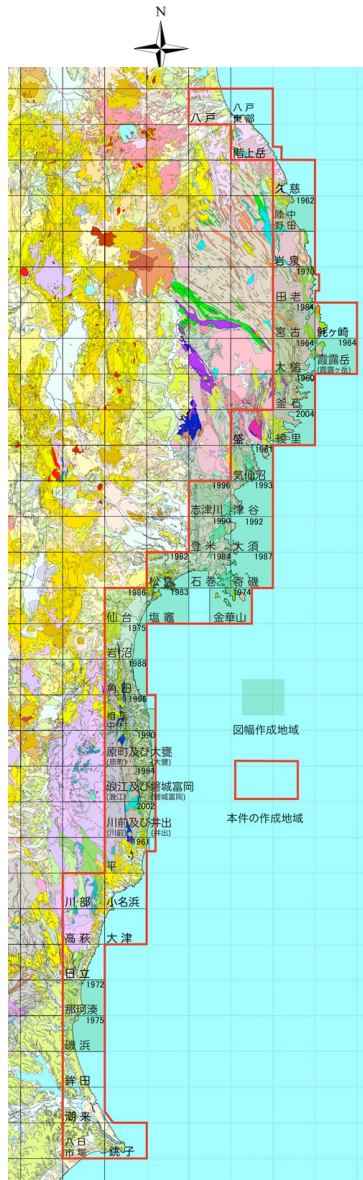 N
八戸
八戸
東部
階上岳
久慈
1962
陸中
野田
岩泉
1970
田老
1984
宮古
1964
魹ヶ崎
1964
大槌
1960
霞露岳
(霞露ヶ岳)
釜石
2004
盛
1961
綾里
気仙沼
1996
1993
志津川
1990
津谷
1992
登米
1984
大須
1987
1982
松島
1983
石巻
寄磯
1974
1986
仙台
1975
塩竈
金華山
岩沼
1988
角田
1996
相馬
中村
1990
図幅作成地域
原町及び大甕
(原町)
(大甕)
1994
浪江及び磐城富岡
(浪江)
(磐城富岡)
2002
本件の作成地域
川前及び井出
(川前)
(井出)
1961
平
川部
小名浜
高萩
大津
日立
1972
那珂湊
1975
磯浜
鉾田
潮来
八日
市場
銚子